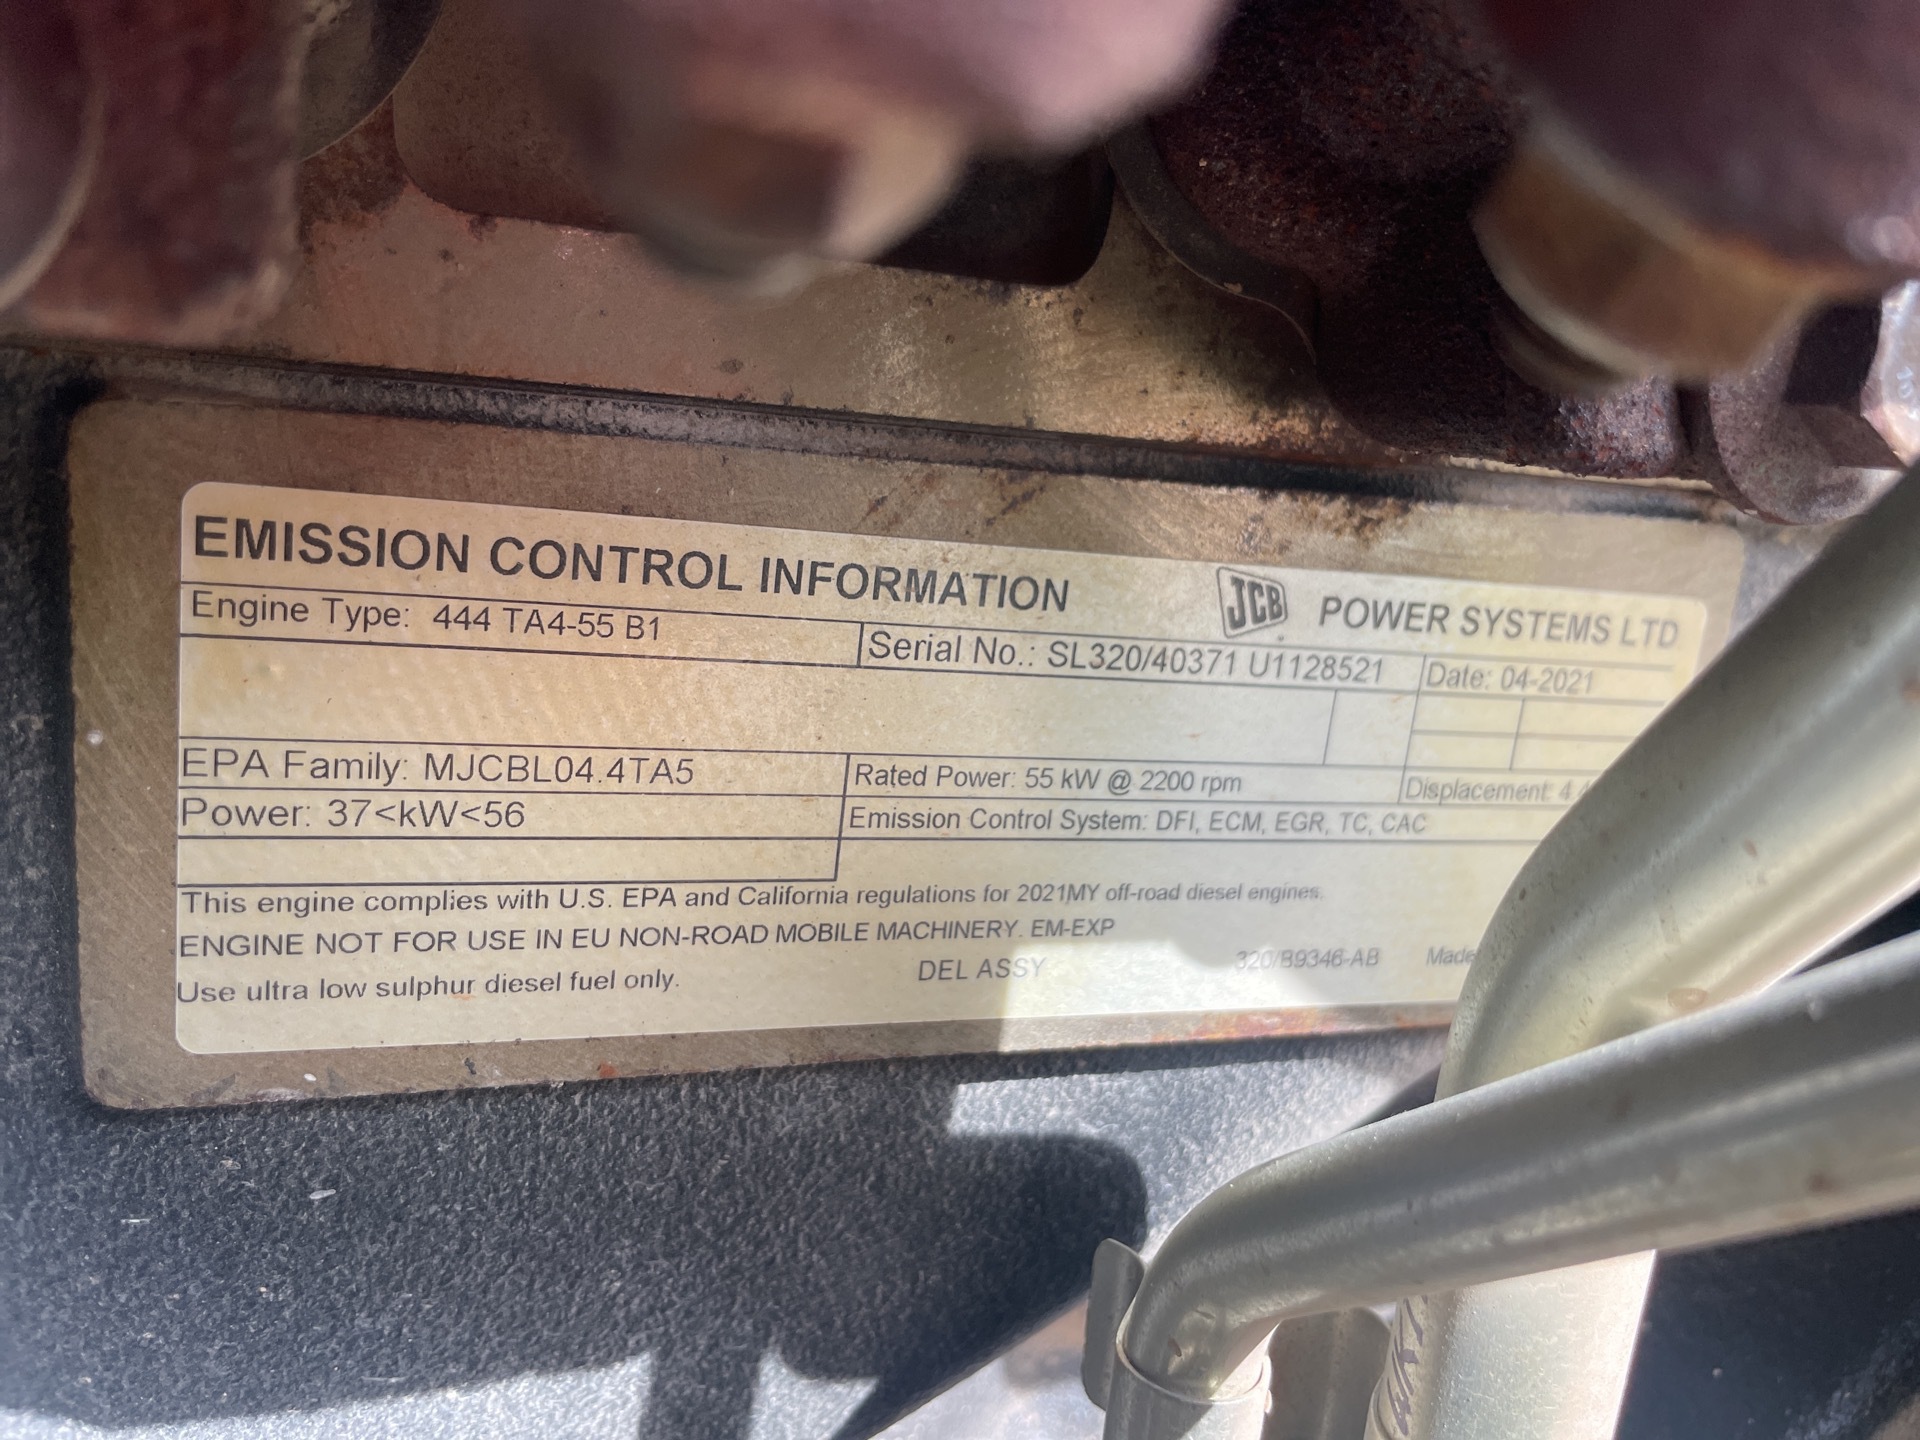 EMISSION CONTROL INFORMATION
JCB POWER SYSTEMS LTD
Engine Type: 444 TA4-55 B1
Serial No.: SL320/40371 U1128521
Date: 04-2021
EPA Family: MJCBL04.4TA5
Rated Power: 55 kW @ 2200 rpm
Displacement: 4
Power: 37<kW<56
Emission Control System: DFI, ECM, EGR, TC, CAC
This engine complies with U.S. EPA and California regulations for 2021MY off-road diesel engines.
ENGINE NOT FOR USE IN EU NON-ROAD MOBILE MACHINERY. EM-EXP
Use ultra low sulphur diesel fuel only.
DEL ASSY
320/B9346-AB
Made